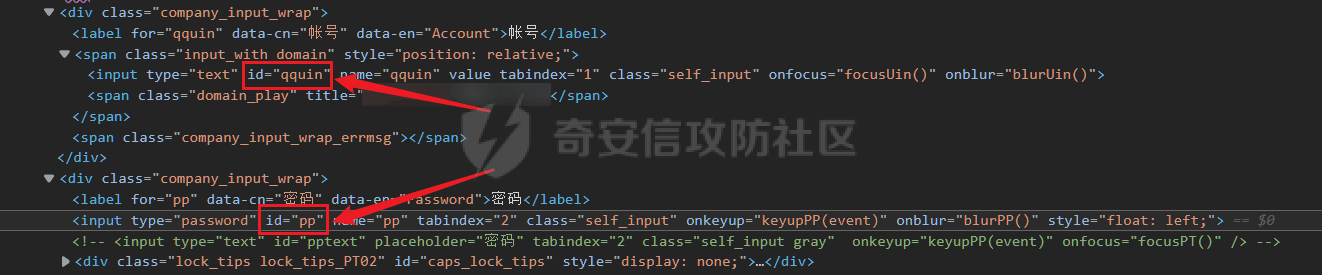 <div class="company_input_wrap">
<label for="qquin" data-cn="帐号" data-en="Account">帐号</label>
<span class="input_with_domain" style="position: relative;">
<input type="text" id="qquin" name="qquin" value tabindex="1" class="self_input" onfocus="focusUin()" onblur="blurUin()">
<span class="domain_play" title=" </span>
</span>
<span class="company_input_wrap_errmsg"></span>
</div>
<div class="company_input_wrap">
<label for="pp" data-cn="密码" data-en="Password">密码</label>
<input type="password" id="pp" name="pp" tabindex="2" class="self_input" onkeyup="keyupPP(event)" onblur="blurPP()" style="float: left;"> == $0
<!-- <input type="text" id="pptext" placeholder="密码" tabindex="2" class="self_input gray" onkeyup="keyupPP(event)" onfocus="focusPT()" /> -->
<div class="lock_tips lock_tips_PT02" id="caps_lock_tips" style="display: none;">…</div>
奇安信攻防社区